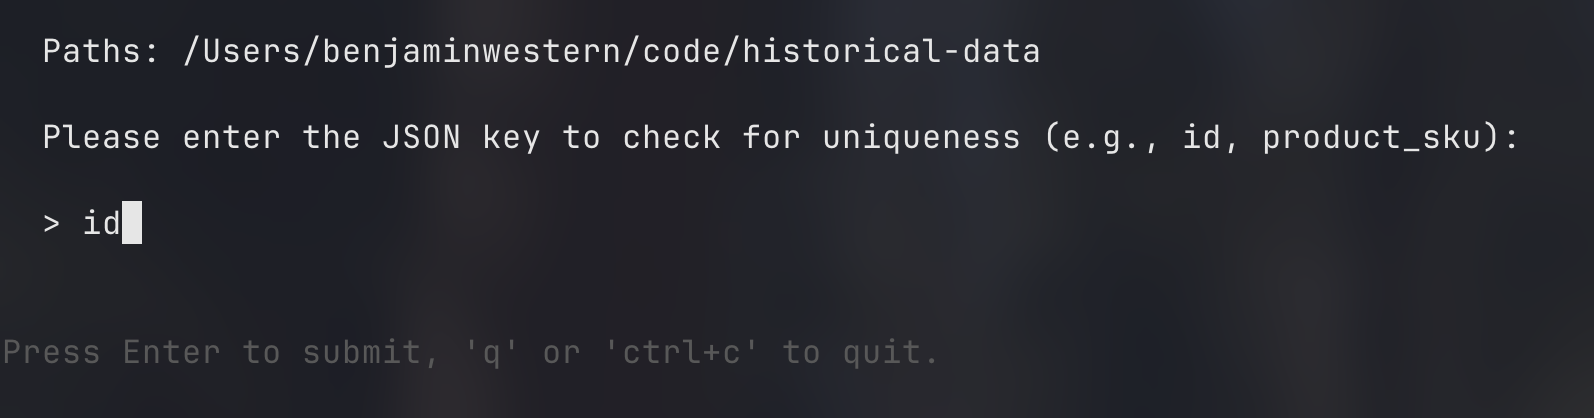 Paths: /Users/benjaminwestern/code/historical-data
Please enter the JSON key to check for uniqueness (e.g., id, product_sku):
> id
Press Enter to submit, 'q' or 'ctrl+c' to quit.